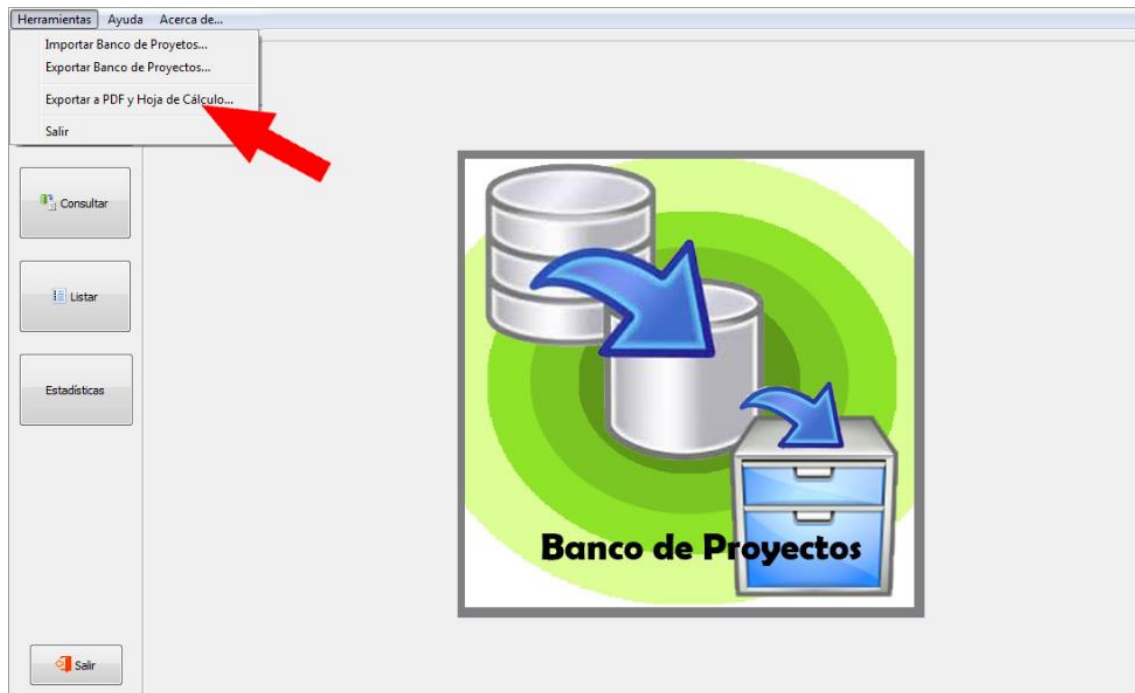 Herramientas Ayuda Acerca de...
Importar Banco de Proyetos...
Exportar Banco de Proyectos...
Exportar a PDF y Hoja de Cálculo...
Salir
Consultar
Listar
Estadísticas
Banco de Proyectos
Salir